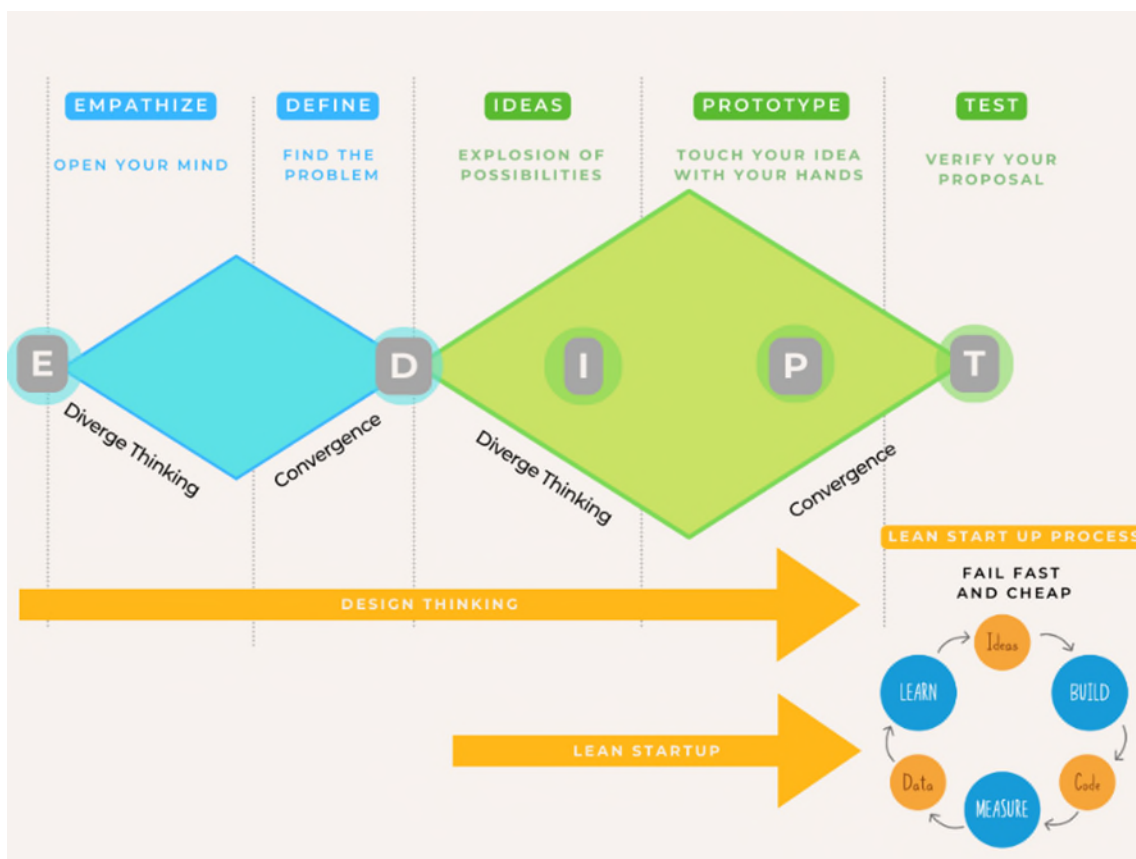 EMPATHIZE
DEFINE
IDEAS
PROTOTYPE
TEST
OPEN YOUR MIND
FIND THE
PROBLEM
EXPLOSION OF
POSSIBILITIES
TOUCH YOUR IDEA
WITH YOUR HANDS
VERIFY YOUR
PROPOSAL
E
D
I
P
T
Diverge Thinking
Convergence
Diverge Thinking
Convergence
LEAN START UP PROCESS
FAIL FAST
AND CHEAP
DESIGN THINKING
Ideas
LEARN
BUILD
LEAN STARTUP
Data
Code
MEASURE